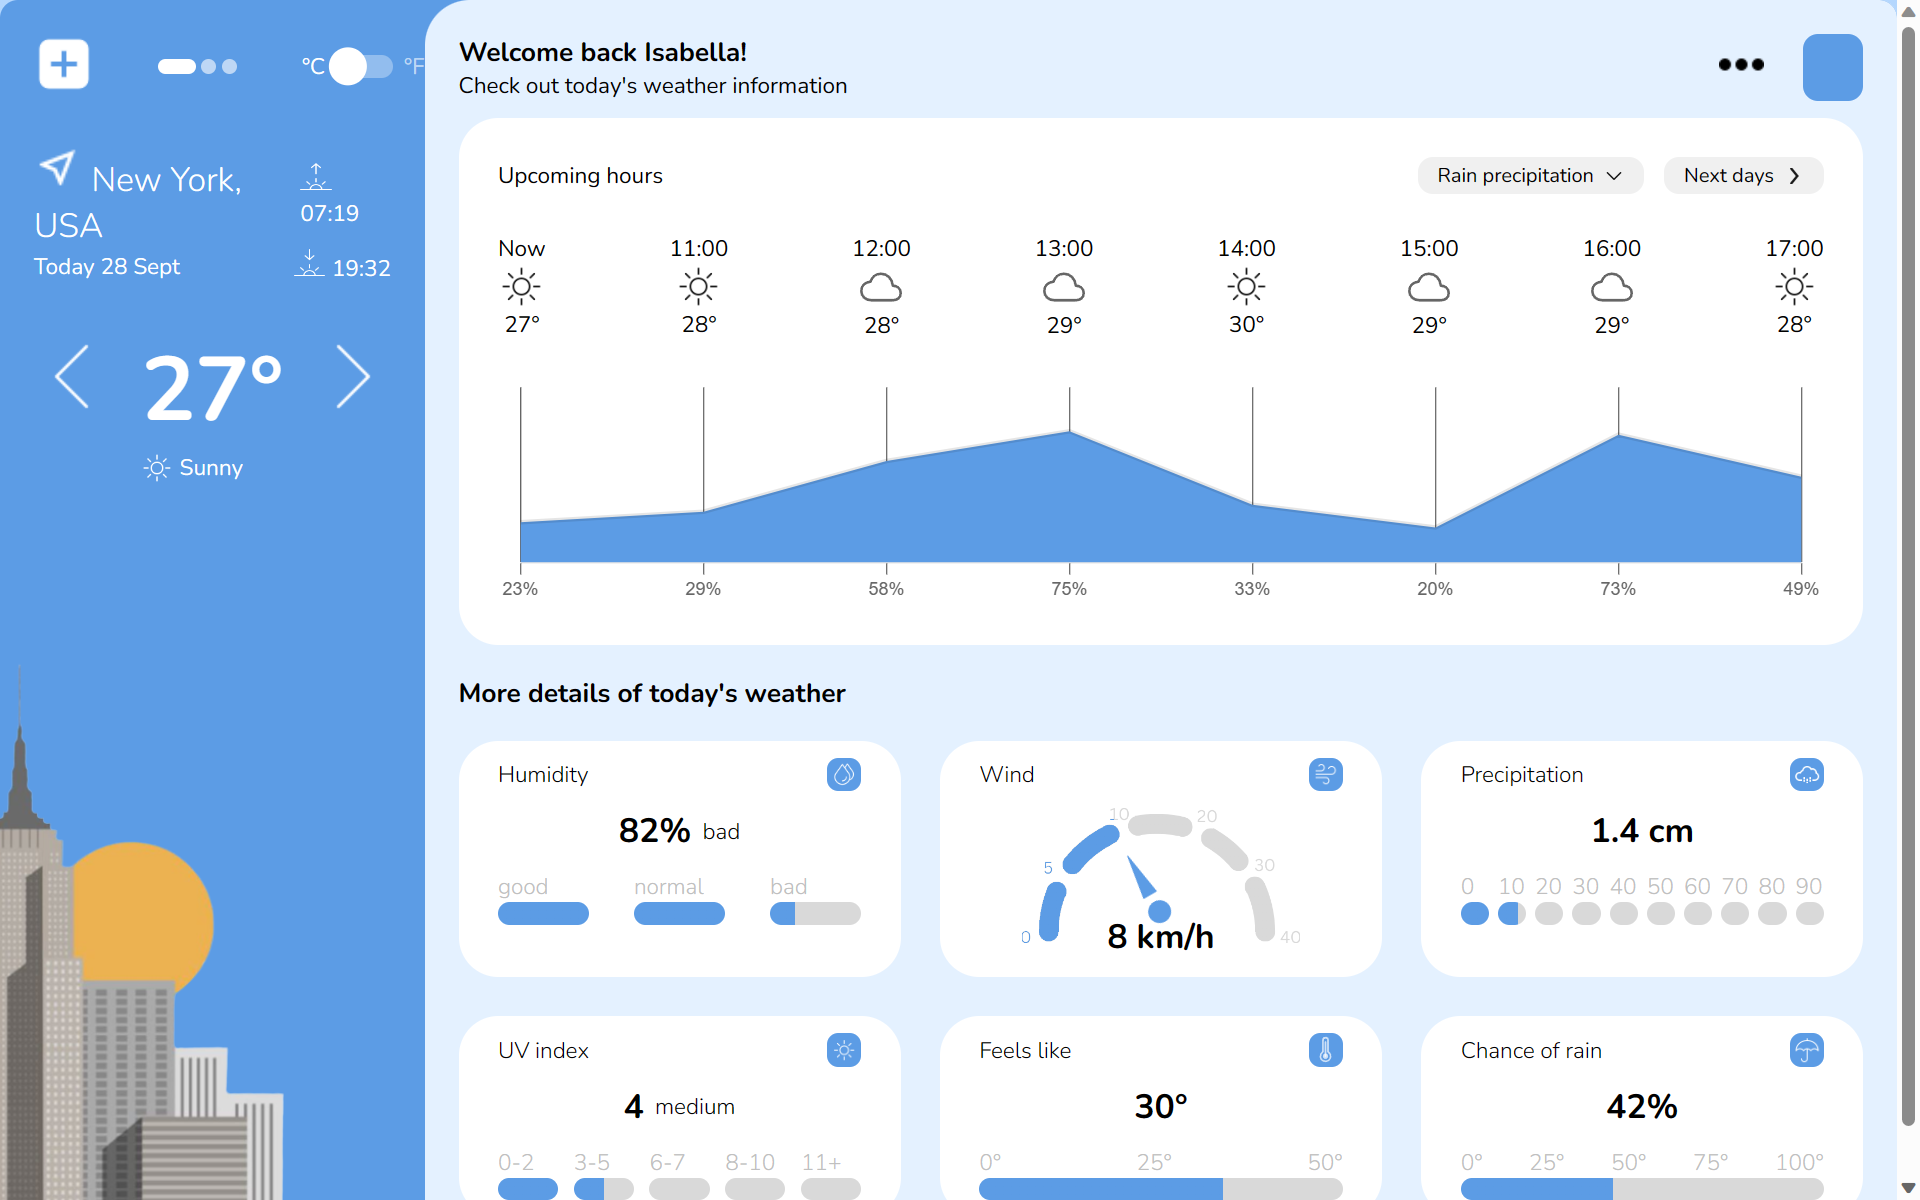 °C
°F
New York,
USA
Today 28 Sept
07:19
19:32
27°
Sunny
Welcome back Isabella!
Check out today's weather information
Upcoming hours
Rain precipitation
Next days
Now 11:00 12:00 13:00 14:00 15:00 16:00 17:00
27° 28° 28° 29° 30° 29° 29° 28°
23% 29% 58% 75% 33% 20% 73% 49%
More details of today's weather
Humidity
82% bad
good normal bad
Wind
0 5 10 20 30 40
8 km/h
Precipitation
1.4 cm
0 10 20 30 40 50 60 70 80 90
UV index
4 medium
0-2 3-5 6-7 8-10 11+
Feels like
30°
0° 25° 50°
Chance of rain
42%
0° 25° 50° 75° 100°